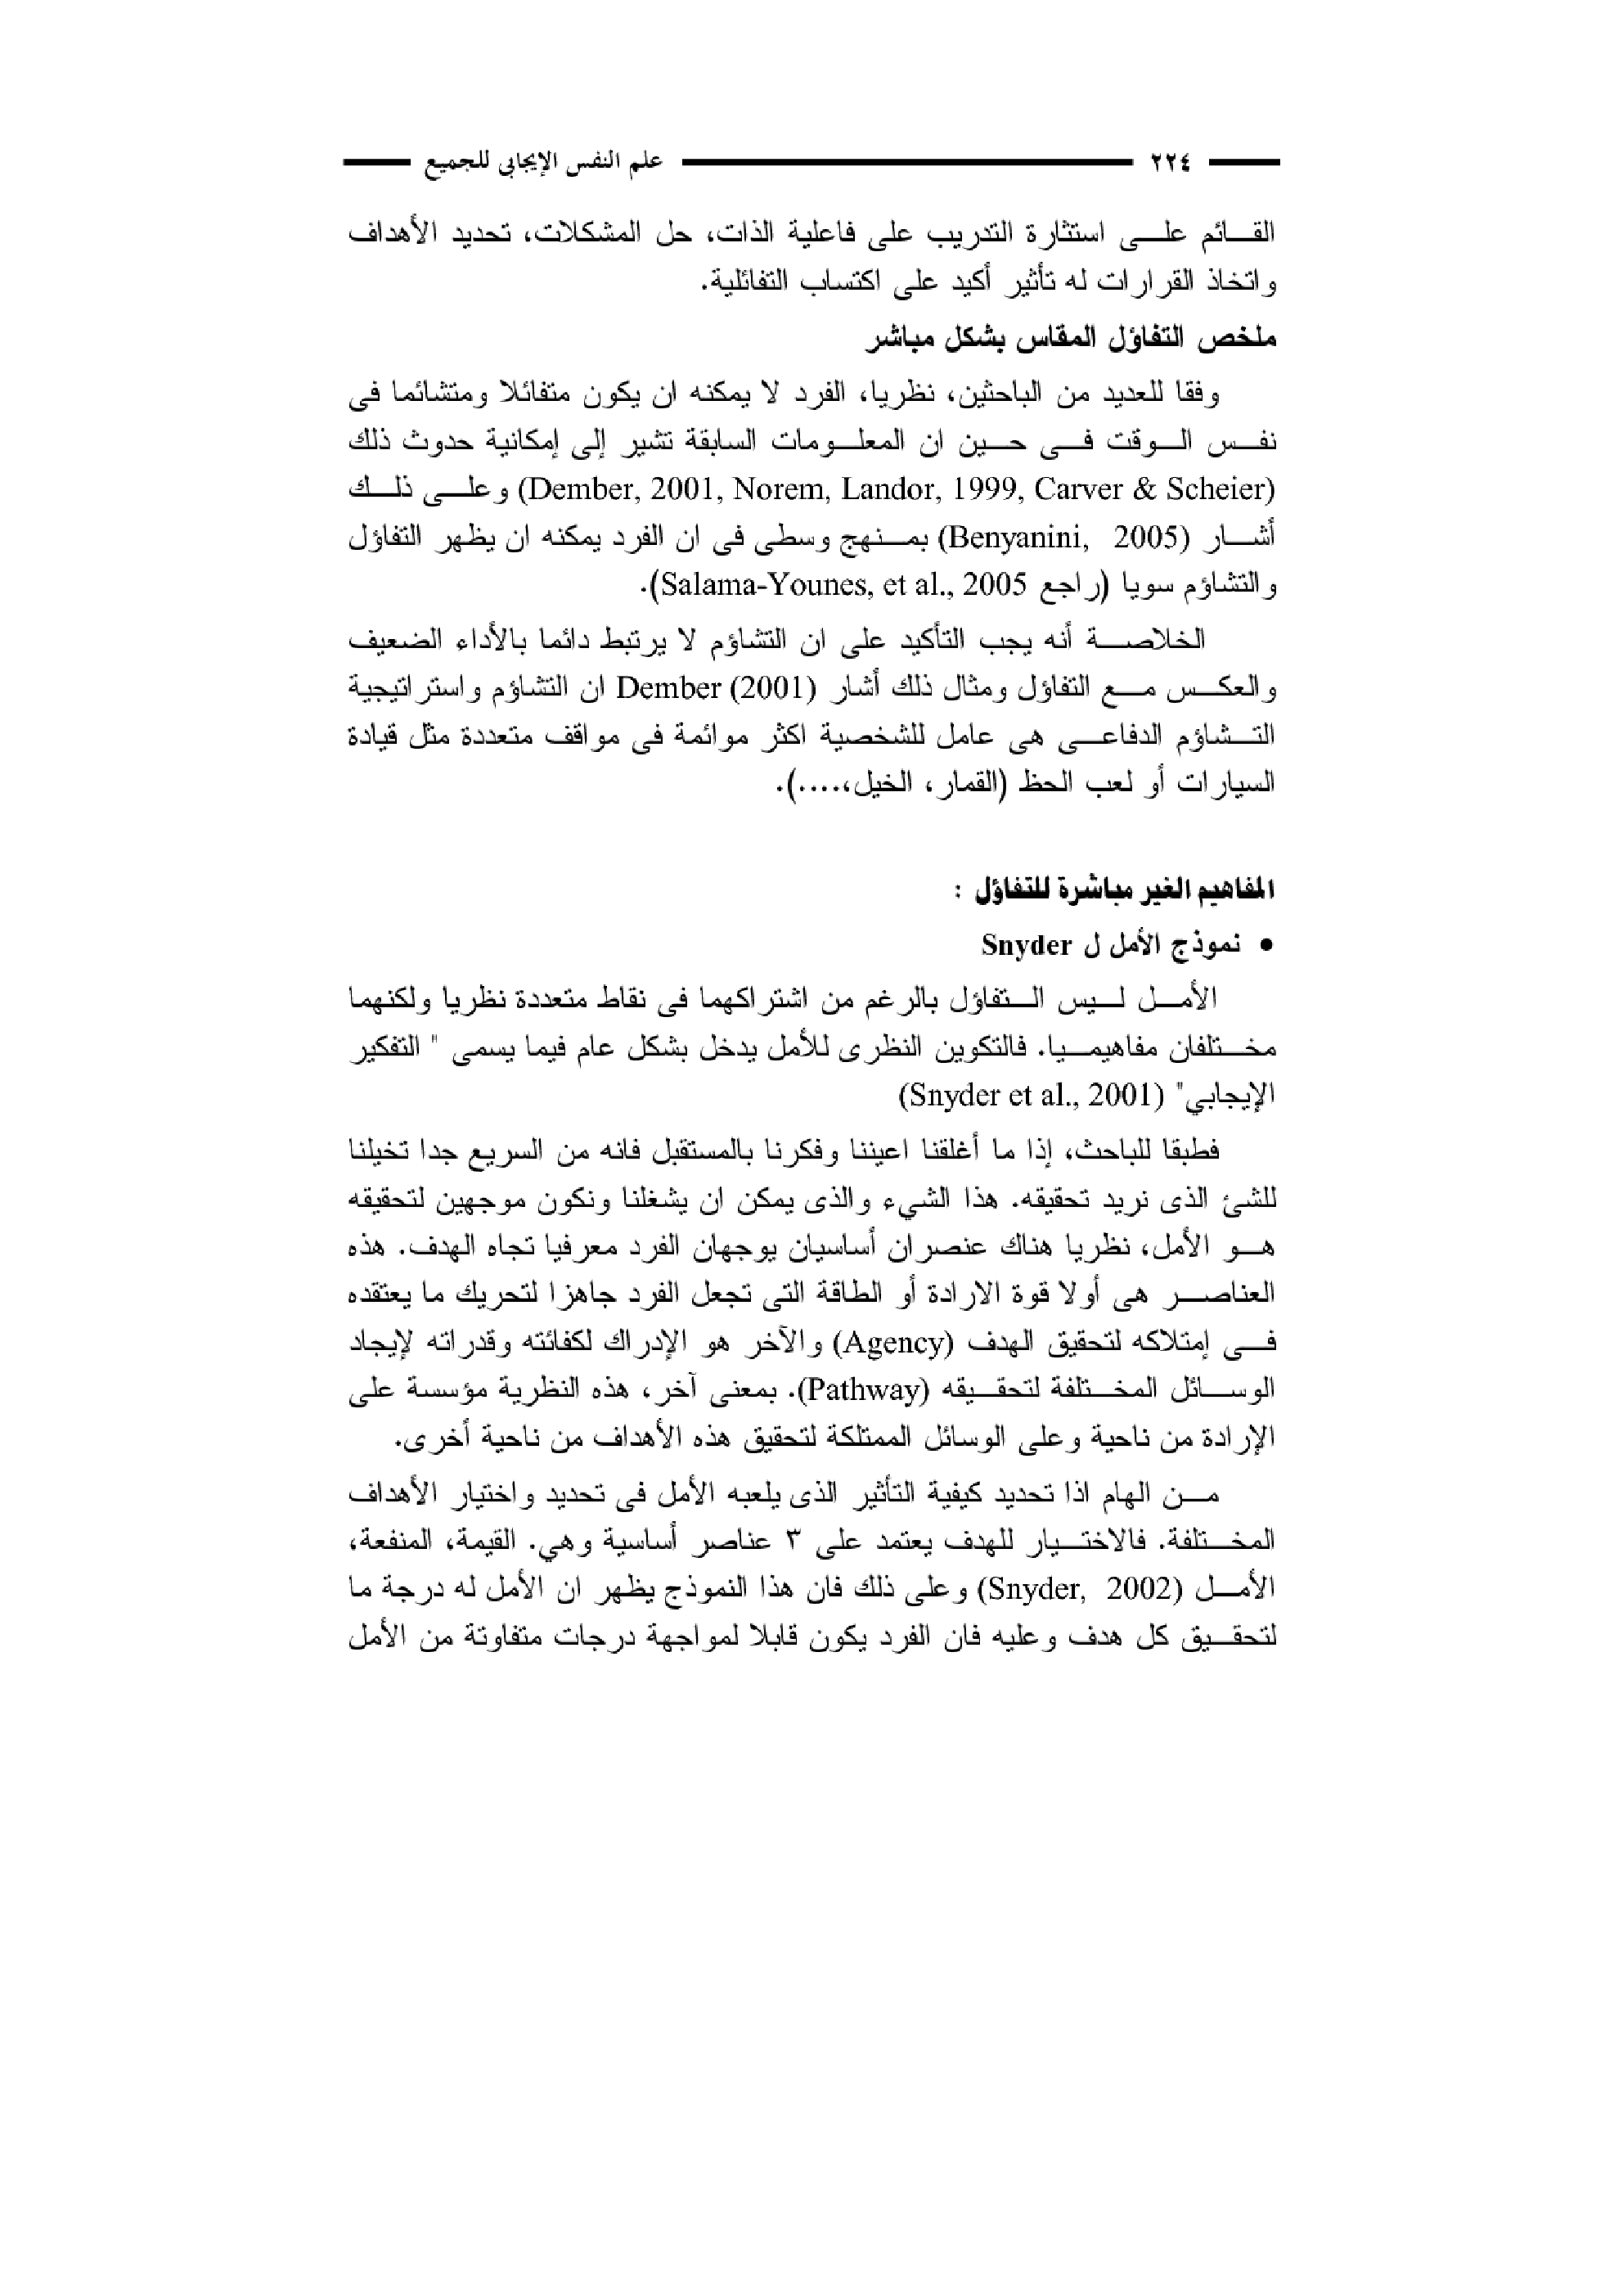 ٢٢٤ علم النفس الإيجابي للجميع
القائم على استثارة التدريب على فاعلية الذات، حل المشكلات، تحديد الأهداف
واتخاذ القرارات له تأثير أكيد على اكتساب التفائلية.
ملخص التفاؤل المقاس بشكل مباشر
وفقا للعديد من الباحثين، نظريا، الفرد لا يمكنه ان يكون متفائلا ومتشائما فى
نفس الوقت فى حين ان المعلومات السابقة تشير إلى إمكانية حدوث ذلك
(Dember, 2001, Norem, Landor, 1999, Carver & Scheier) وعلى ذلك
أشار (Benyanini, 2005) بمنهج وسطى فى ان الفرد يمكنه ان يظهر التفاؤل
والتشاؤم سويا (راجع Salama-Younes, et al., 2005).
الخلاصة أنه يجب التأكيد على ان التشاؤم لا يرتبط دائما بالأداء الضعيف
والعكس مع التفاؤل ومثال ذلك أشار Dember (2001) ان التشاؤم واستراتيجية
التشاؤم الدفاعى هى عامل للشخصية اكثر موائمة فى مواقف متعددة مثل قيادة
السيارات أو لعب الحظ (القمار، الخيل،....).
المفاهيم الغير مباشرة للتفاؤل :
• نموذج الأمل ل Snyder
الأمل ليس التفاؤل بالرغم من اشتراكهما فى نقاط متعددة نظريا ولكنهما
مختلفان مفاهيميا. فالتكوين النظرى للأمل يدخل بشكل عام فيما يسمى " التفكير
الإيجابي" (Snyder et al., 2001)
فطبقا للباحث، إذا ما أغلقنا اعيننا وفكرنا بالمستقبل فانه من السريع جدا تخيلنا
للشئ الذى نريد تحقيقه. هذا الشيء والذى يمكن ان يشغلنا ونكون موجهين لتحقيقه
هو الأمل، نظريا هناك عنصران أساسيان يوجهان الفرد معرفيا تجاه الهدف. هذه
العناصر هى أولا قوة الارادة أو الطاقة التى تجعل الفرد جاهزا لتحريك ما يعتقده
فى إمتلاكه لتحقيق الهدف (Agency) والآخر هو الإدراك لكفائته وقدراته لإيجاد
الوسائل المختلفة لتحقيقه (Pathway). بمعنى آخر، هذه النظرية مؤسسة على
الإرادة من ناحية وعلى الوسائل الممتلكة لتحقيق هذه الأهداف من ناحية أخرى.
من الهام اذا تحديد كيفية التأثير الذى يلعبه الأمل فى تحديد واختيار الأهداف
المختلفة. فالاختيار للهدف يعتمد على ٣ عناصر أساسية وهي. القيمة، المنفعة،
الأمل (Snyder, 2002) وعلى ذلك فان هذا النموذج يظهر ان الأمل له درجة ما
لتحقيق كل هدف وعليه فان الفرد يكون قابلا لمواجهة درجات متفاوتة من الأمل